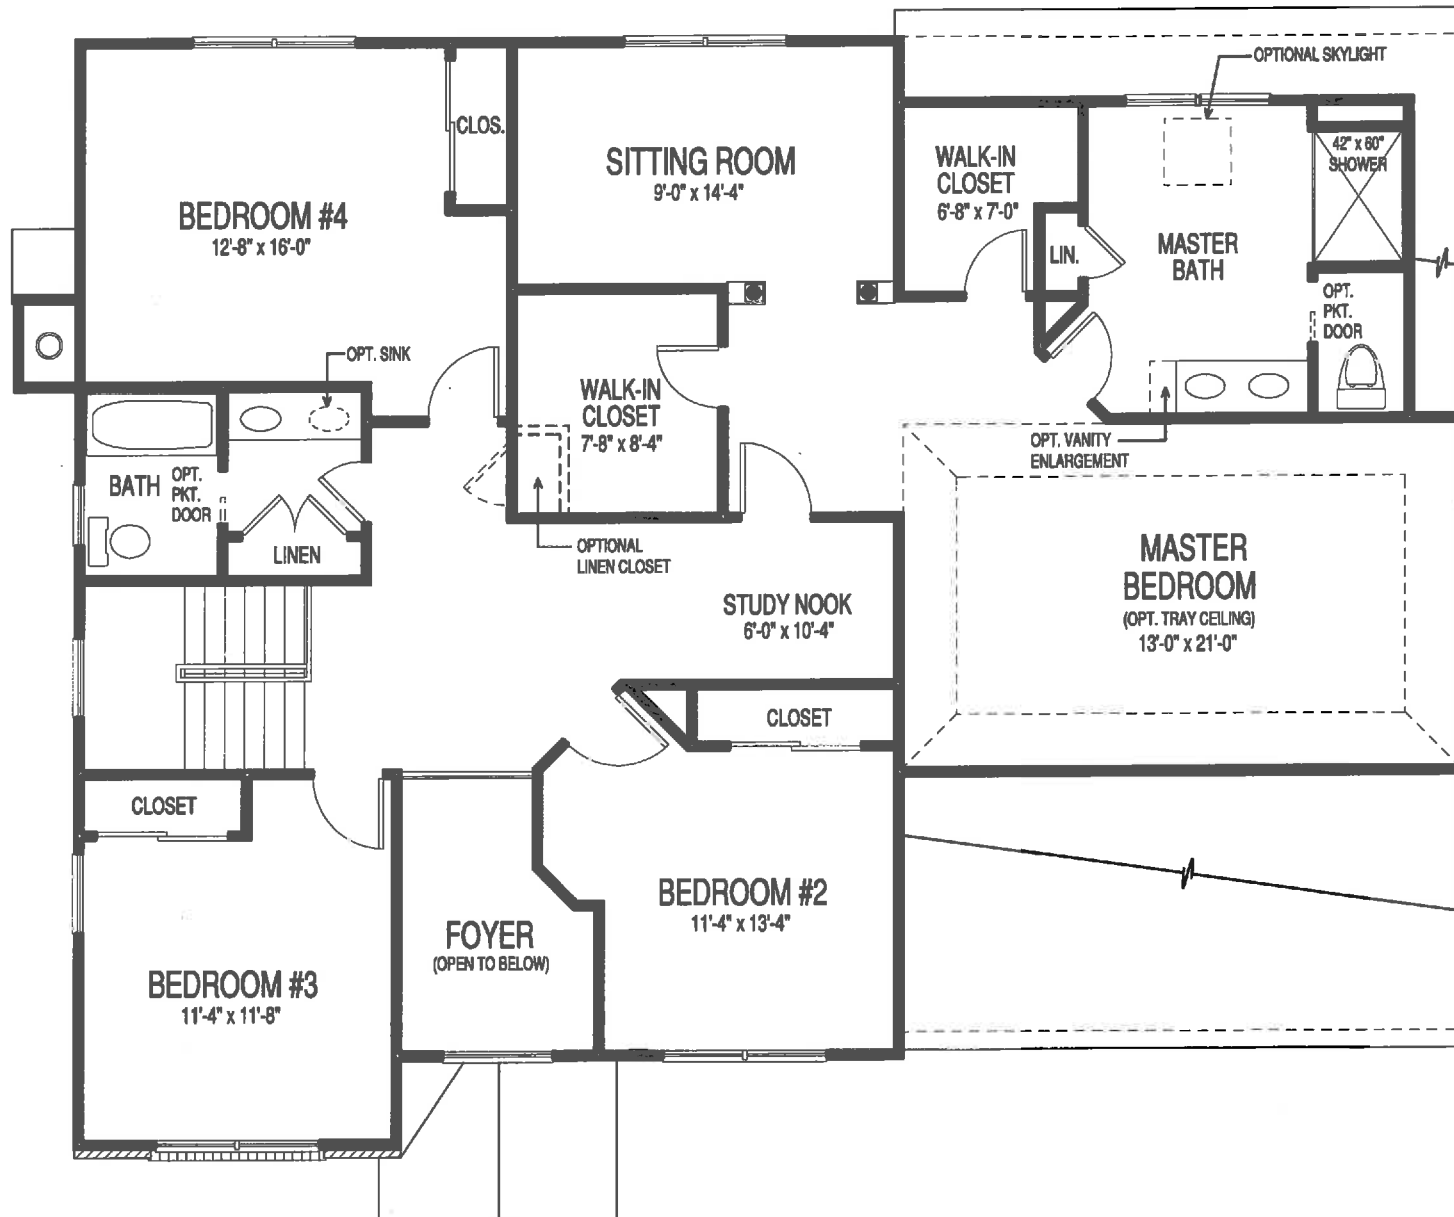 OPTIONAL SKYLIGHT
CLOS.
SITTING ROOM
9'-0" x 14'-4"
WALK-IN
CLOSET
6'-8" x 7'-0"
42" x 60"
SHOWER
BEDROOM #4
12'-8" x 16'-0"
LIN.
MASTER
BATH
OPT.
PKT.
DOOR
OPT. SINK
WALK-IN
CLOSET
7'-8" x 8'-4"
OPT. VANITY
ENLARGEMENT
BATH
OPT.
PKT.
DOOR
LINEN
OPTIONAL
LINEN CLOSET
MASTER
BEDROOM
(OPT. TRAY CEILING)
13'-0" x 21'-0"
STUDY NOOK
6'-0" x 10'-4"
CLOSET
CLOSET
BEDROOM #2
11'-4" x 13'-4"
FOYER
(OPEN TO BELOW)
BEDROOM #3
11'-4" x 11'-8"